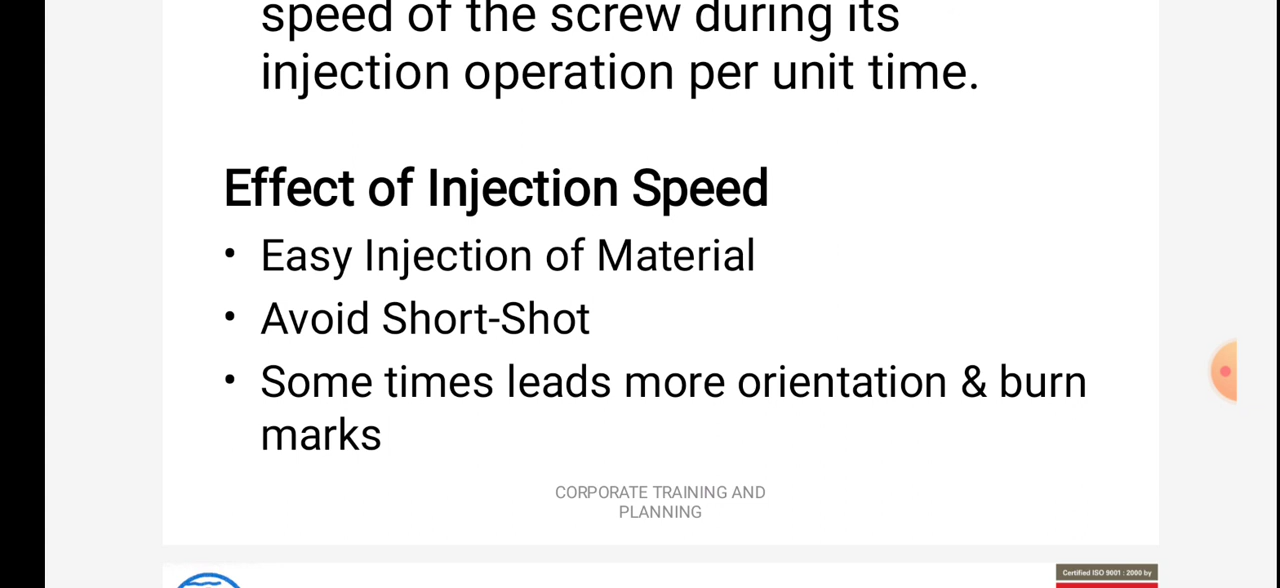 speed of the screw during its
injection operation per unit time.
Effect of Injection Speed
• Easy Injection of Material
• Avoid Short-Shot
• Some times leads more orientation & burn
marks
CORPORATE TRAINING AND
PLANNING
Certified ISO 9001 : 2000 by